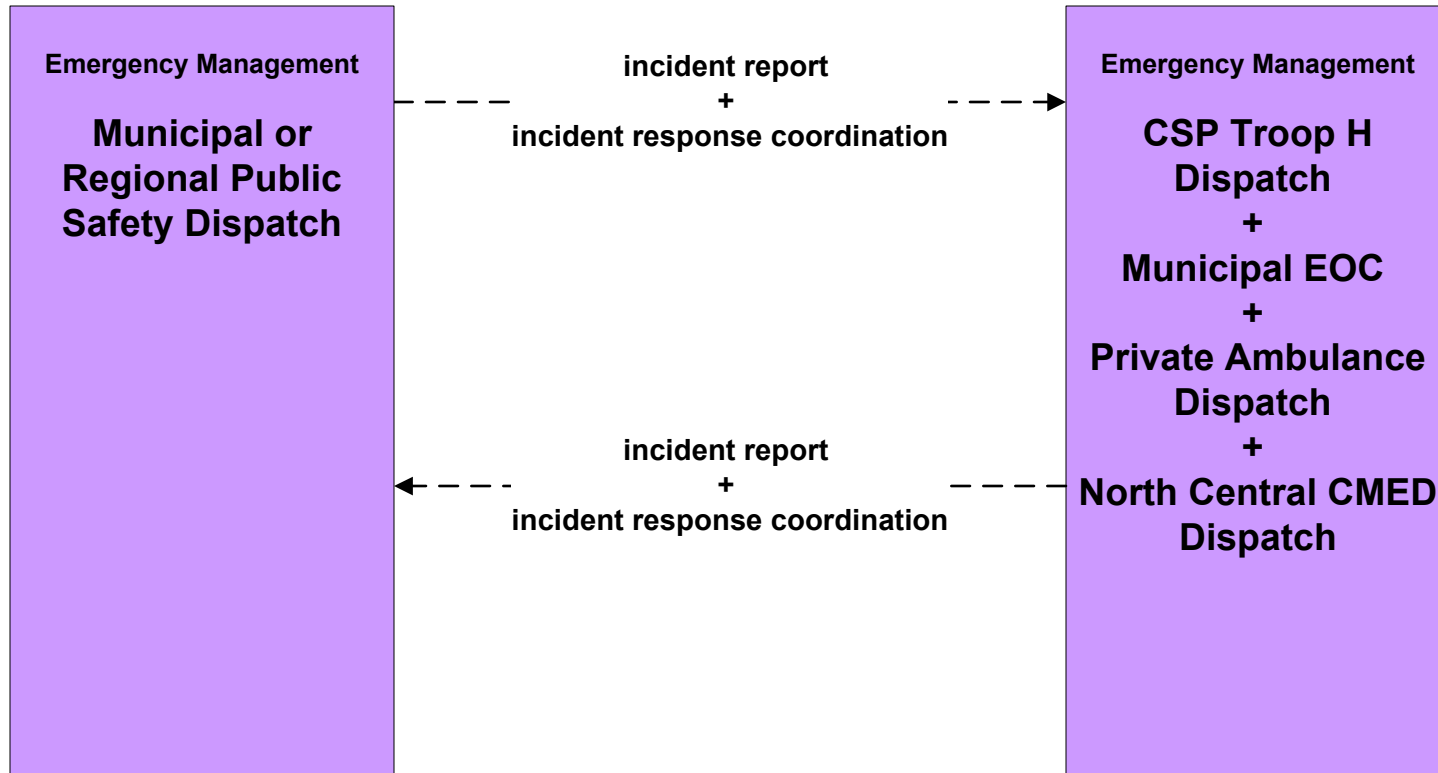 Emergency Management
Municipal or
Regional Public
Safety Dispatch
incident report
+
incident response coordination
incident report
+
incident response coordination
Emergency Management
CSP Troop H
Dispatch
+
Municipal EOC
+
Private Ambulance
Dispatch
+
North Central CMED
Dispatch